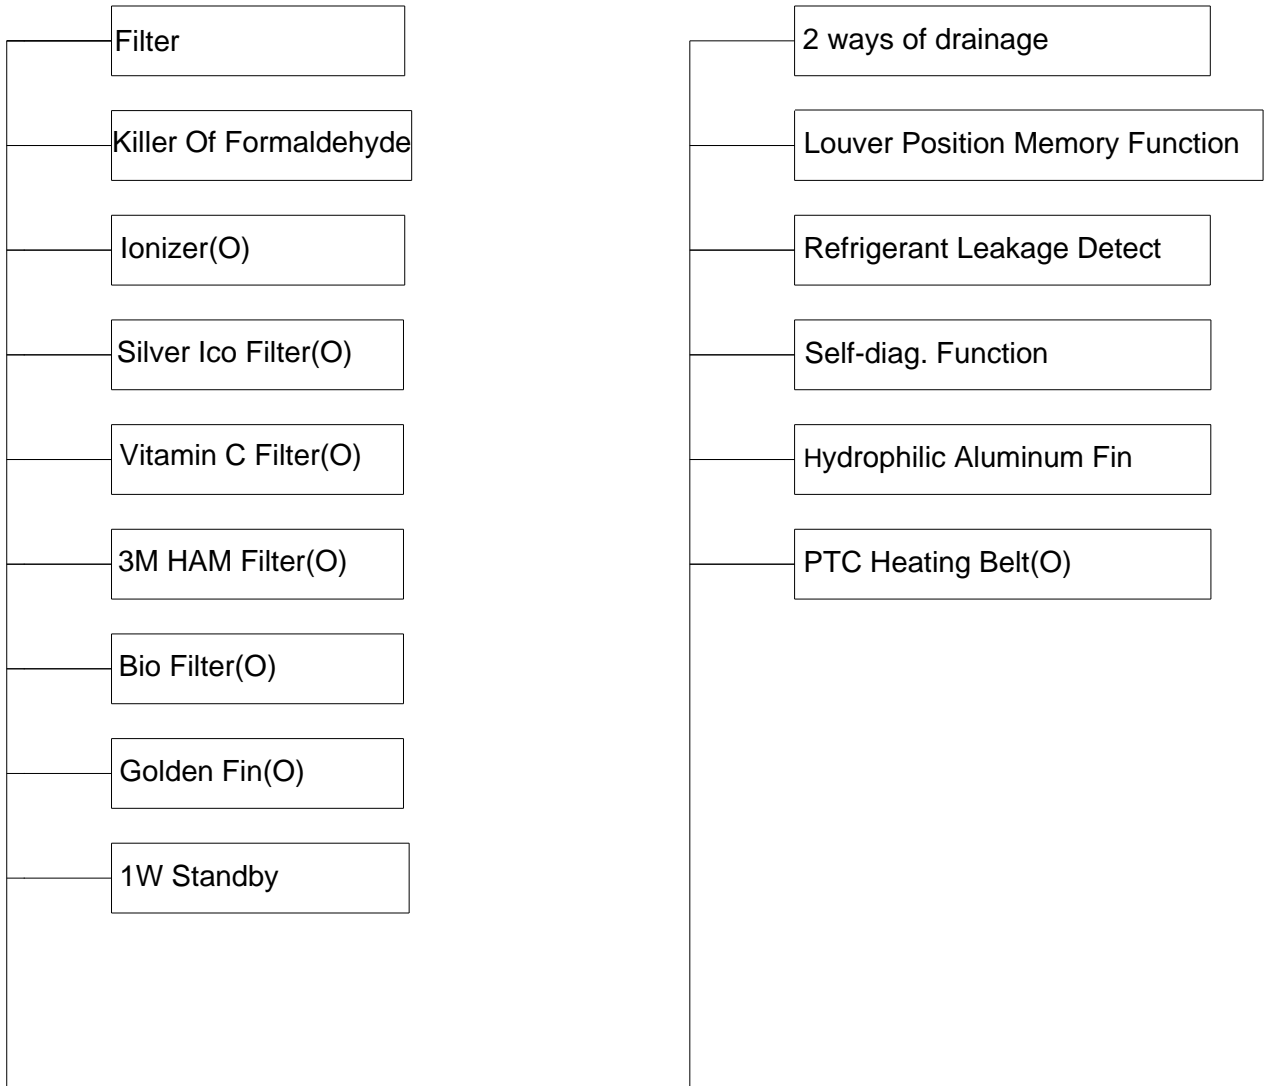 Filter
Killer Of Formaldehyde
Ionizer(O)
Silver Ico Filter(O)
Vitamin C Filter(O)
3M HAM Filter(O)
Bio Filter(O)
Golden Fin(O)
1W Standby
2 ways of drainage
Louver Position Memory Function
Refrigerant Leakage Detect
Self-diag. Function
Hydrophilic Aluminum Fin
PTC Heating Belt(O)